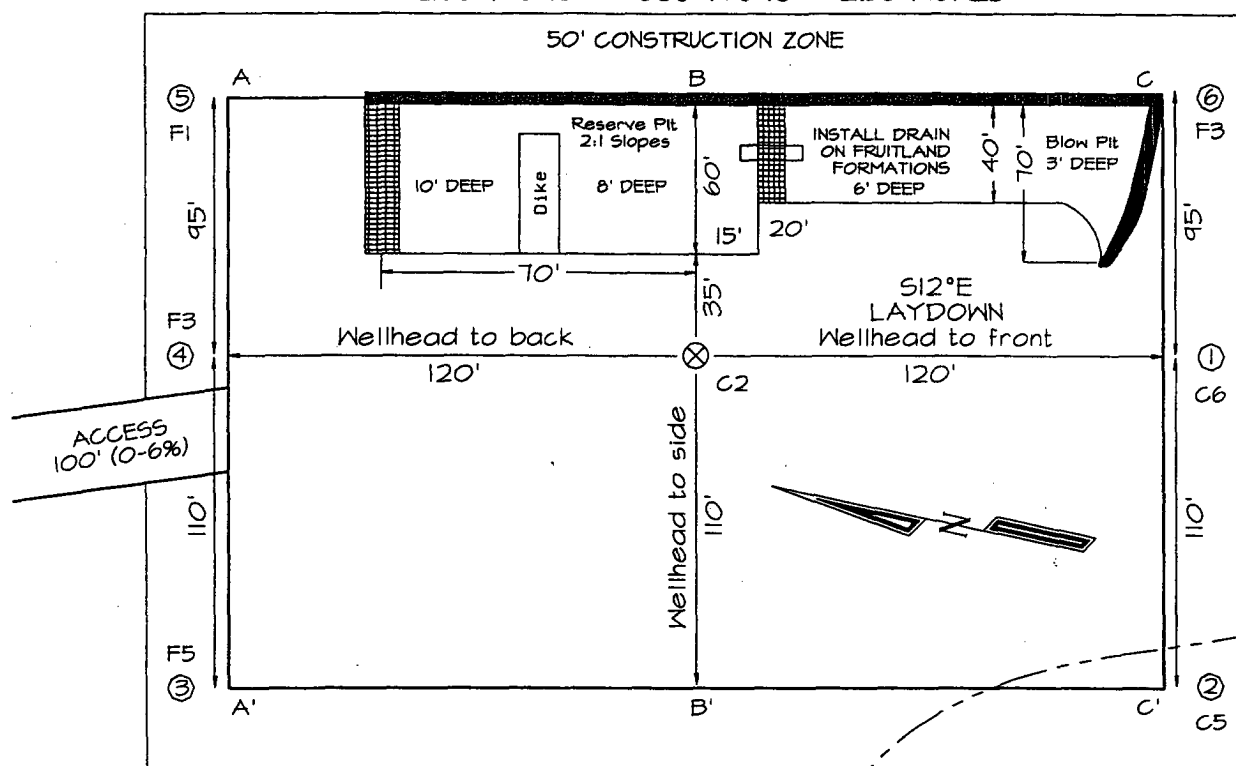 50' CONSTRUCTION ZONE
A
B
C
5
F1
6
F3
Reserve Pit
2:1 Slopes
10' DEEP
Dike
8' DEEP
60'
15'
INSTALL DRAIN
ON FRUITLAND
FORMATIONS
6' DEEP
20'
40'
70'
Blow Pit
3' DEEP
95'
95'
70'
35'
S12°E
LAYDOWN
F3
4
Wellhead to back
120'
Wellhead to front
120'
1
C2
C6
ACCESS
100' (0-6%)
110'
Wellhead to side
110'
N
110'
F5
3
A'
B'
C'
2
C5